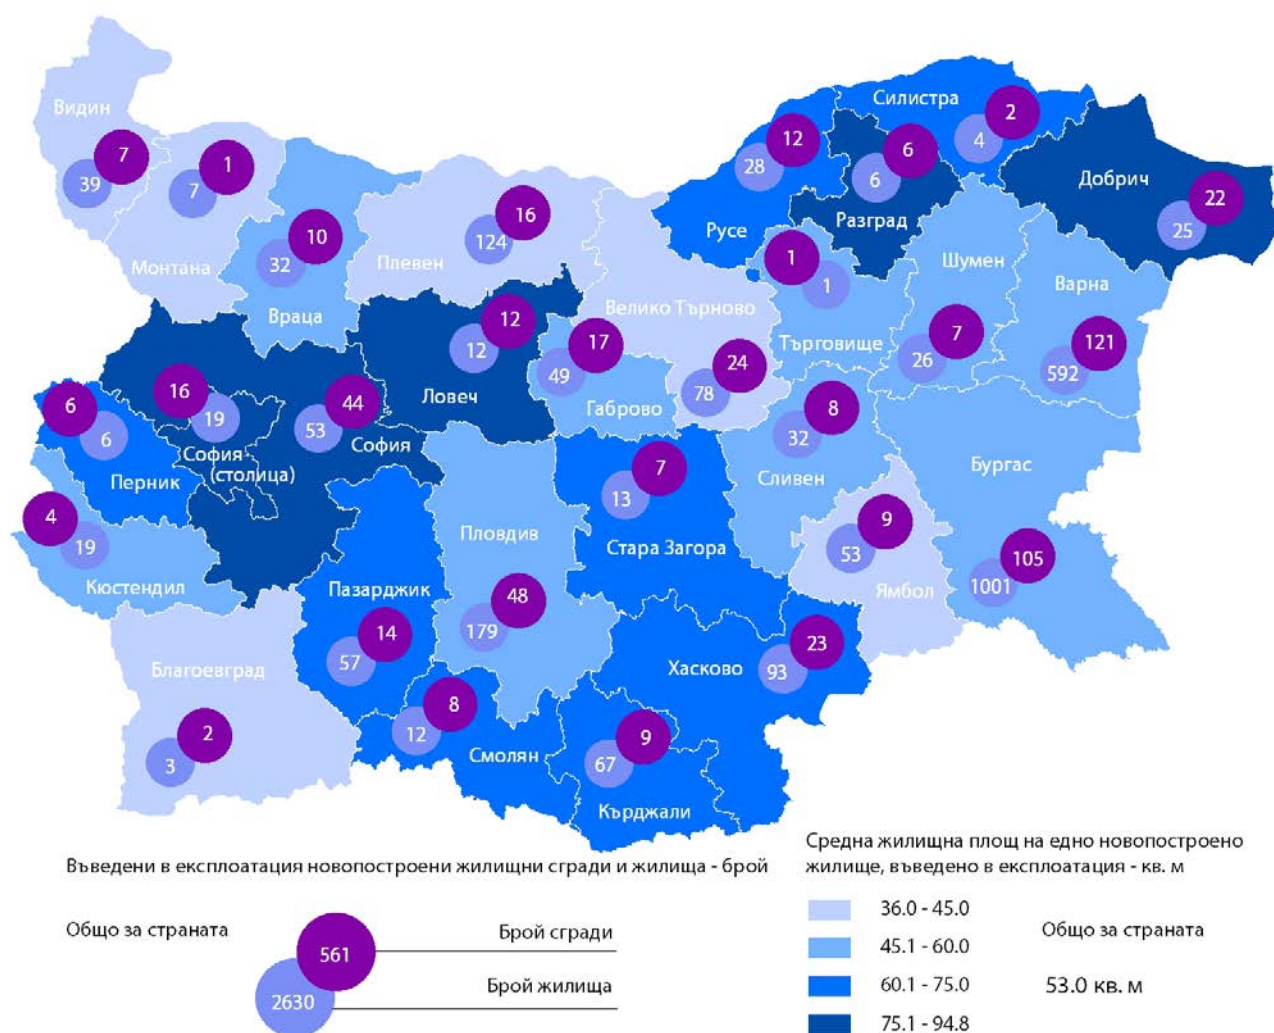 Видин
7
39
1
7
Монтана
10
32
Враца
16
124
Плевен
12
12
Ловеч
17
49
Габрово
Велико Търново
24
78
12
28
Русе
Силистра
2
4
6
6
Разград
Добрич
22
25
1
1
Търговище
Шумен
7
26
Варна
121
592
6
6
Перник
16
19
София-
(столица)
44
53
София
4
19
Кюстендил
Благоевград
2
3
Пазарджик
14
57
Пловдив
48
179
7
13
Стара Загора
8
32
Сливен
Бургас
105
1001
9
53
Ямбол
Хасково
23
93
8
12
Смолян
9
67
Кърджали
Въведени в експлоатация новопостроени жилищни сгради и жилища - брой
Общо за страната
561
2630
Брой сгради
Брой жилища
Средна жилищна площ на едно новопостроено
жилище, въведено в експлоатация - кв. м
36.0 - 45.0
45.1 - 60.0
60.1 - 75.0
75.1 - 94.8
Общо за страната
53.0 кв. м